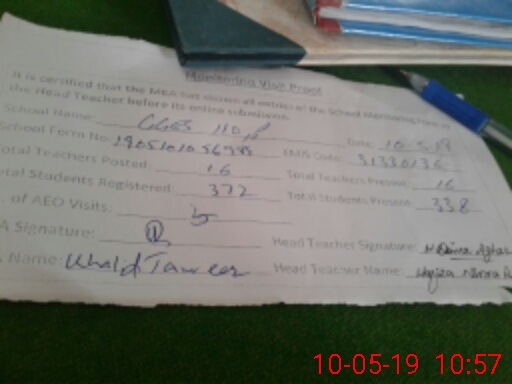 Monitoring Visit Proof
It is certified that the MEA has shown all entries of the School Monitoring Form to
the Head Teacher before its online submission.
School Name: GGES 110 Date: 10.5.19
School Form No: EMIS Code: 31330136
Total Teachers Posted: 16 Total Teachers Present: 16
Total Students Registered: 372 Total Students Present: 338
. of AEO Visits: 5
A Signature: Head Teacher Signature:
Name: Khalid Tanveer Head Teacher Name:
10-05-19 10:57